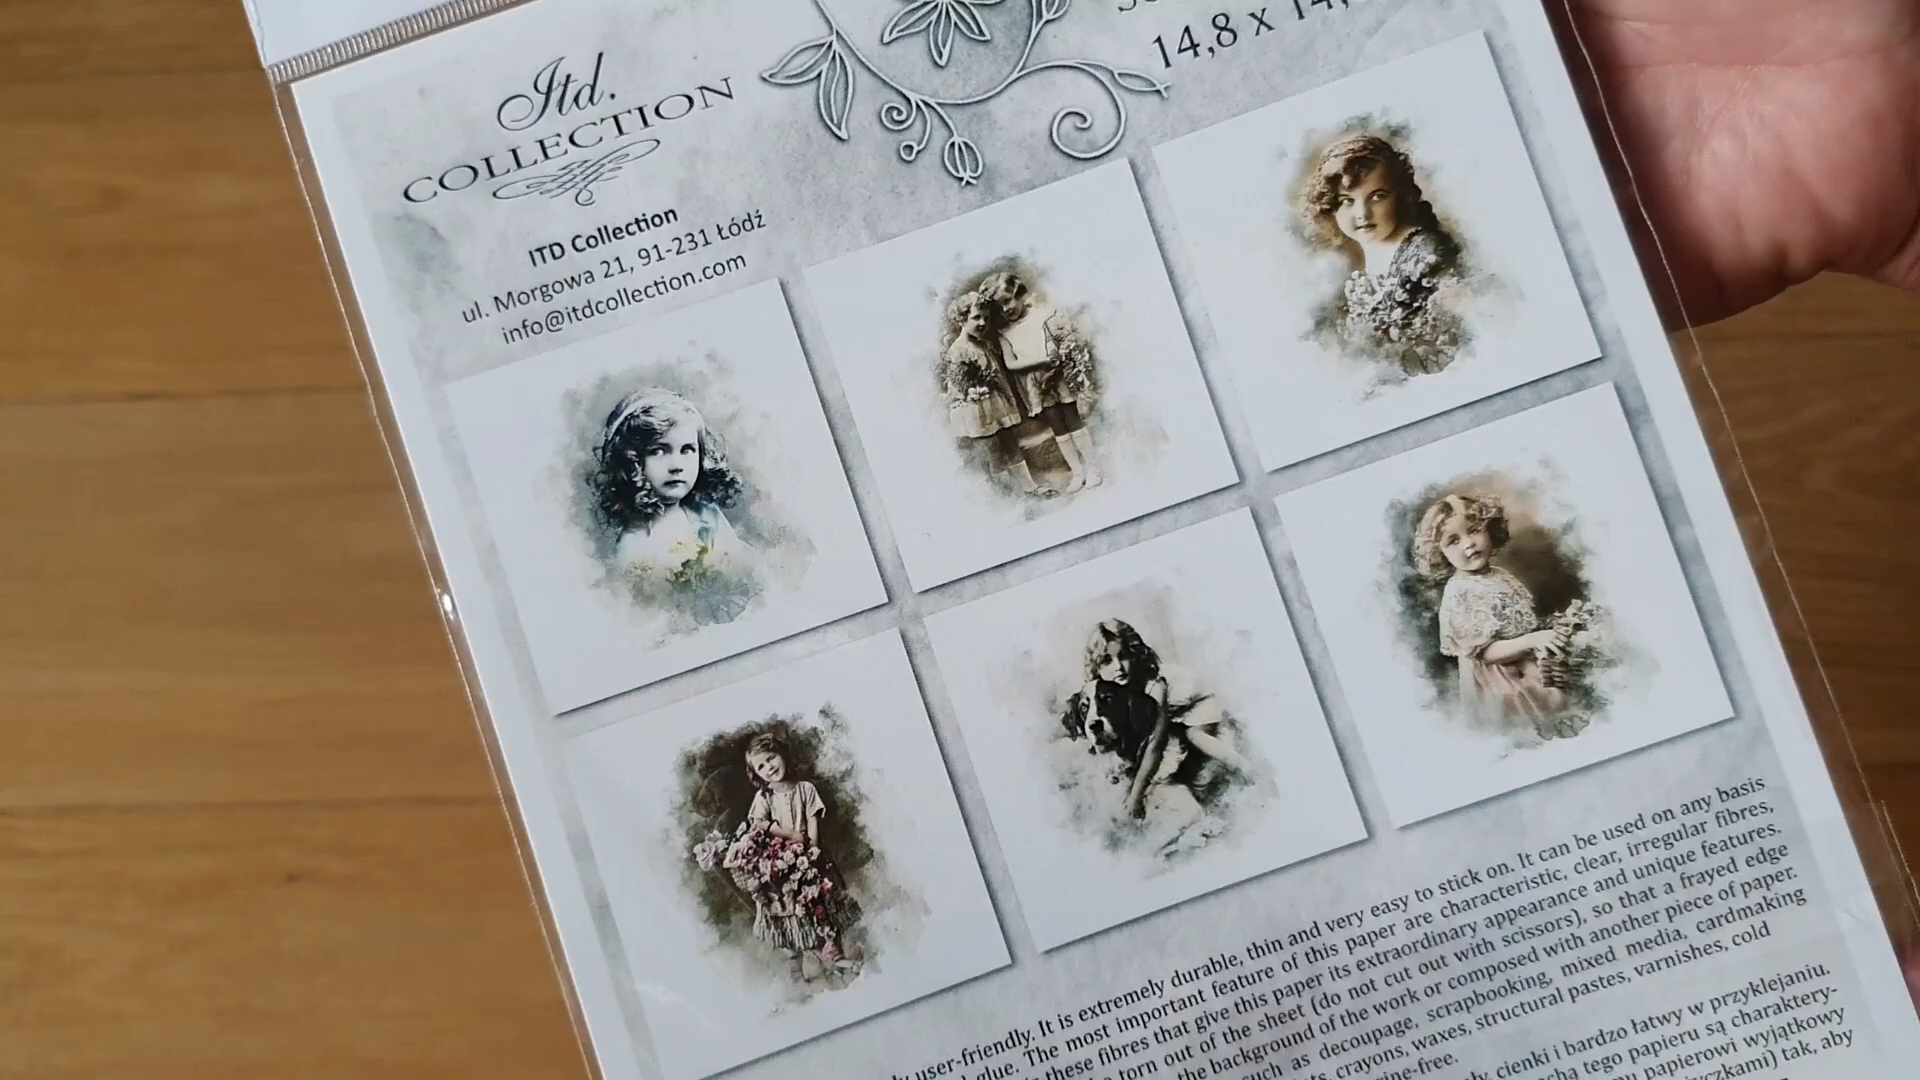 14,8 x 14,
Itd.
COLLECTION
ITD Collection
ul. Morgowa 21, 91-231 Łódź
info@itdcollection.com
user-friendly. It is extremely durable, thin and very easy to stick on. It can be used on any basis
glue. The most important feature of this paper are characteristic, clear, irregular fibres,
these fibres that give this paper its extraordinary appearance and unique features.
torn out of the sheet (do not cut out with scissors), so that a frayed edge
the background of the work or composed with another piece of paper.
such as decoupage, scrapbooking, mixed media, cardmaking
crayons, waxes, structural pastes, varnishes, cold
cienki i bardzo łatwy w przyklejaniu.
tego papieru są charaktery-
papierowi wyjątkowy
tak, aby